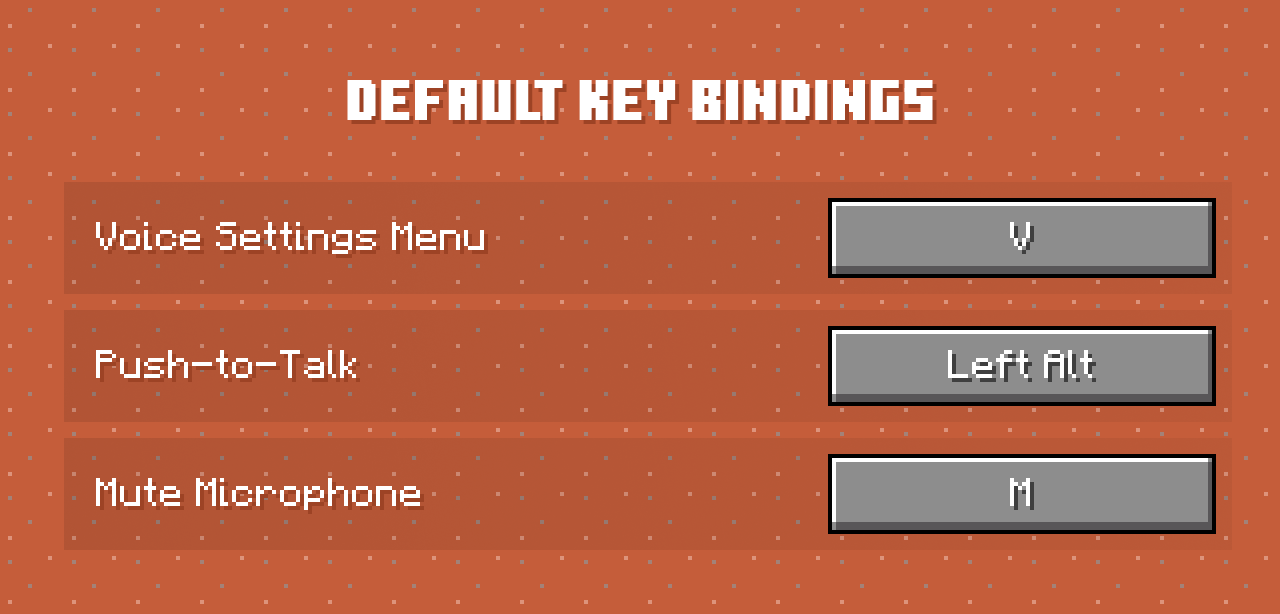 DEFAULT KEY BINDINGS
Voice Settings Menu
V
Push-to-Talk
Left Alt
Mute Microphone
M